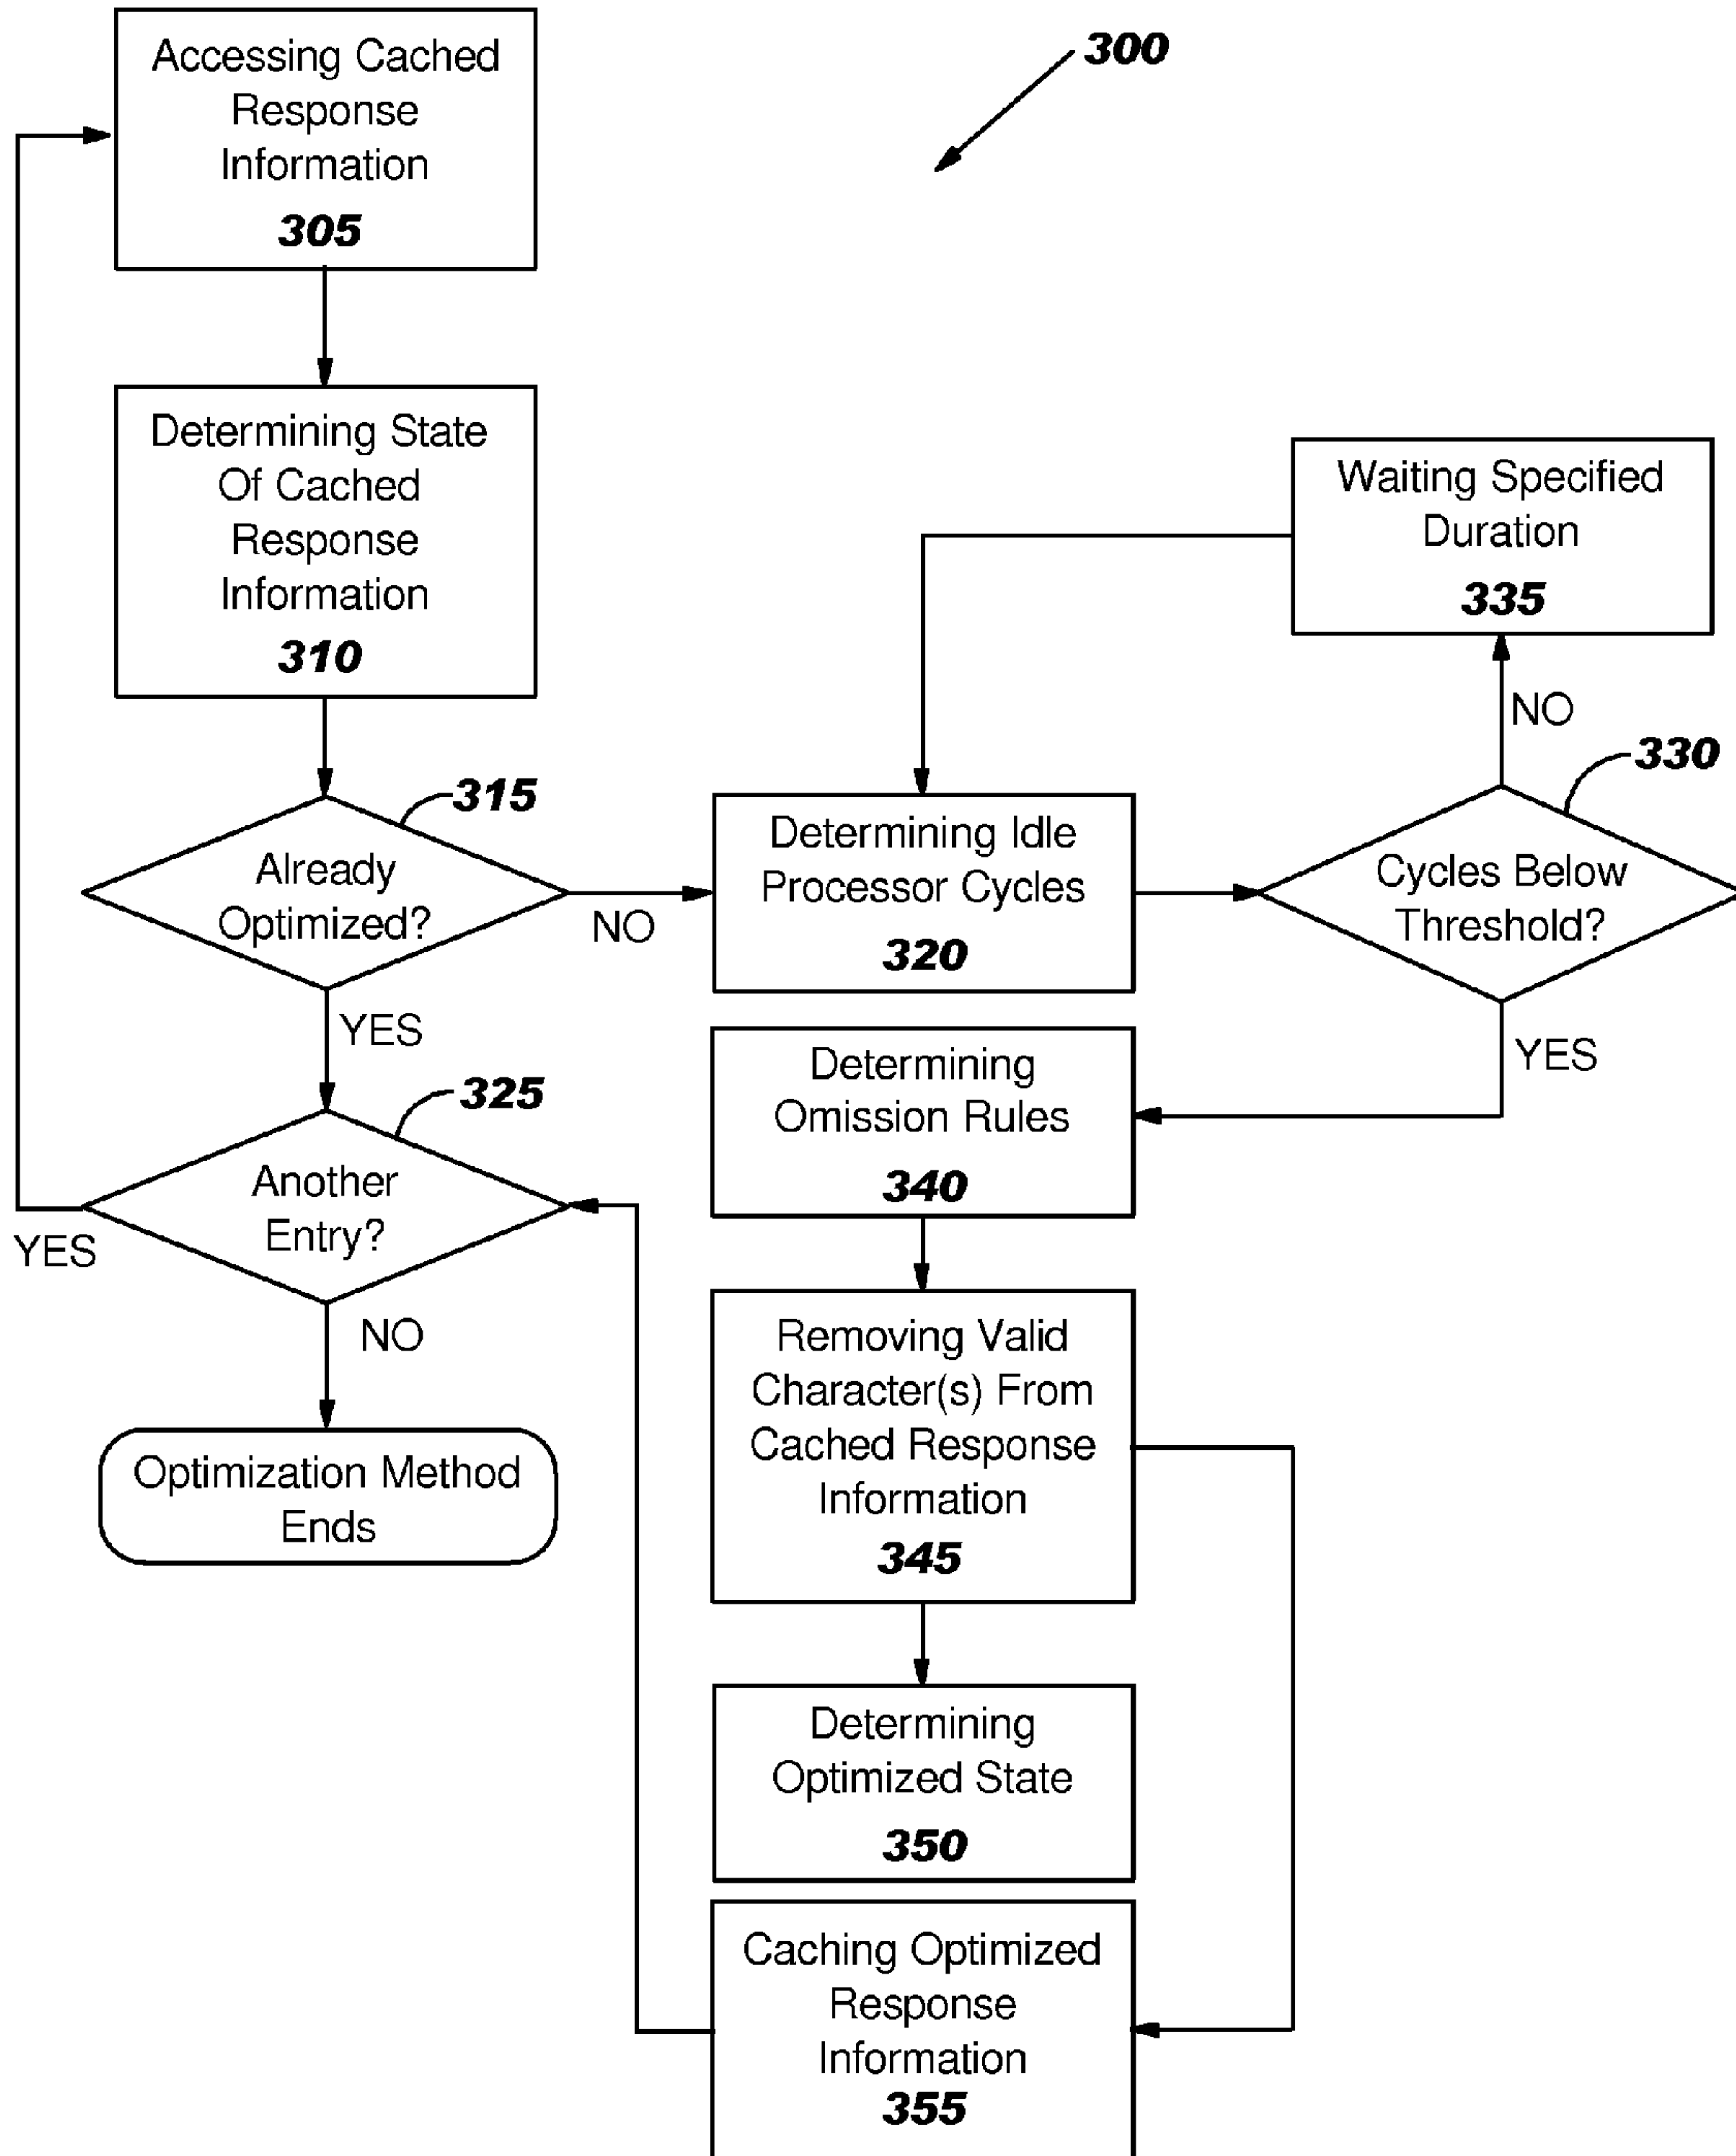 300
Accessing Cached
Response
Information
305
Determining State
Of Cached
Response
Information
310
315
Already
Optimized?
NO
YES
325
Another
Entry?
YES
NO
Optimization Method
Ends
Determining Idle
Processor Cycles
320
330
Cycles Below
Threshold?
NO
Waiting Specified
Duration
335
YES
Determining
Omission Rules
340
Removing Valid
Character(s) From
Cached Response
Information
345
Determining
Optimized State
350
Caching Optimized
Response
Information
355